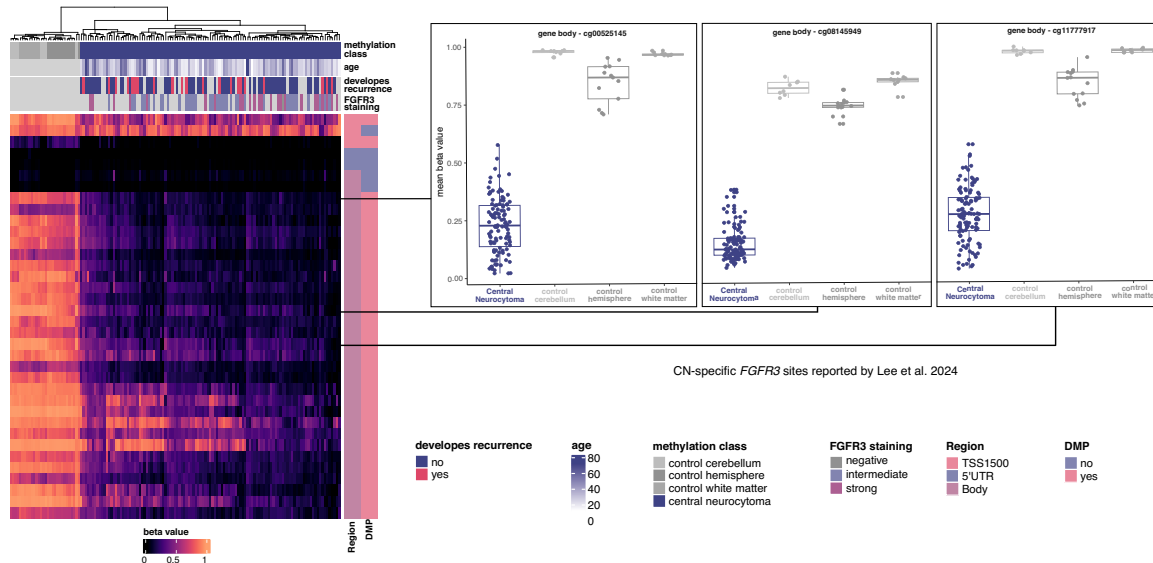 methylation
class
age
developes
recurrence
FGFR3
staining
gene body - cg00525145
gene body - cg08145949
gene body - cg11777917
mean beta value
1.00
0.75
0.50
0.25
0.00
Central
Neurocytoma
control
cerebellum
control
hemisphere
control
white matter
Central
Neurocytoma
control
cerebellum
control
hemisphere
control
white matter
Central
Neurocytoma
control
cerebellum
control
hemisphere
control
white matter
CN-specific FGFR3 sites reported by Lee et al. 2024
developes recurrence
no
yes
age
80
60
40
20
0
methylation class
control cerebellum
control hemisphere
control white matter
central neurocytoma
FGFR3 staining
negative
intermediate
strong
Region
TSS1500
5'UTR
Body
DMP
no
yes
Region
DMP
beta value
0 0.5 1